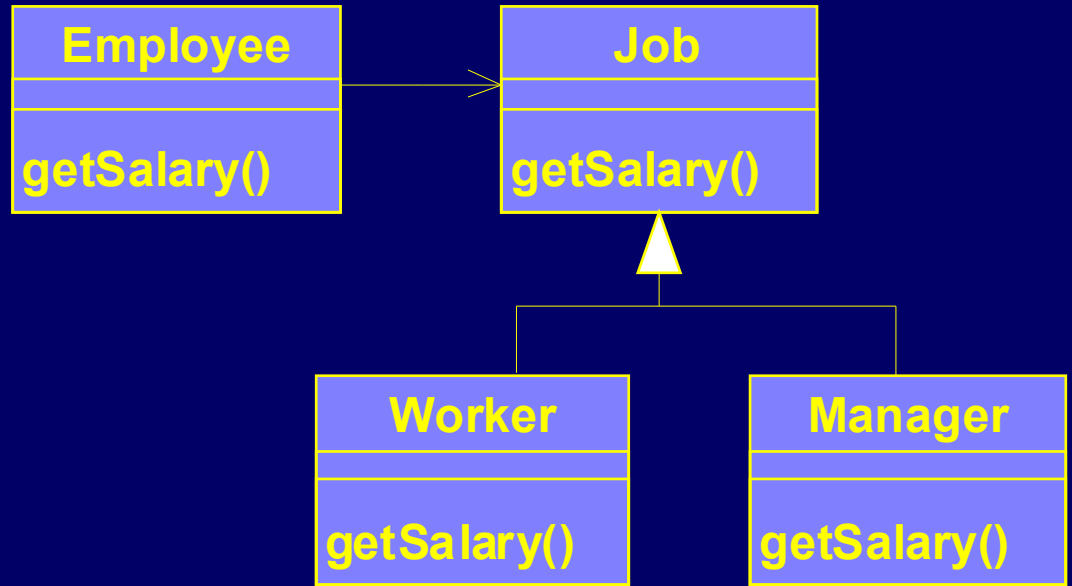 Employee
getSalary()
Job
getSalary()
Worker
getSalary()
Manager
getSalary()